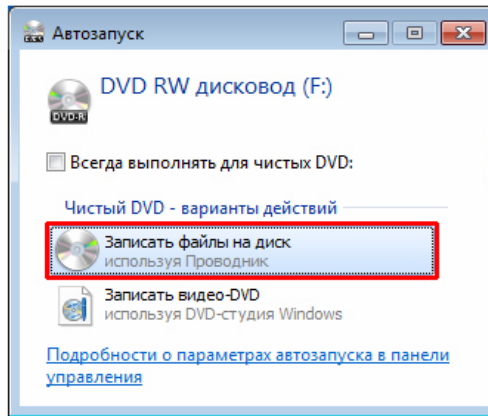 Автозапуск
DVD RW дисковод (F:)
DVD-R
Всегда выполнять для чистых DVD:
Чистый DVD - варианты действий
Записать файлы на диск
используя Проводник
Записать видео-DVD
используя DVD-студия Windows
Подробности о параметрах автозапуска в панели
управления